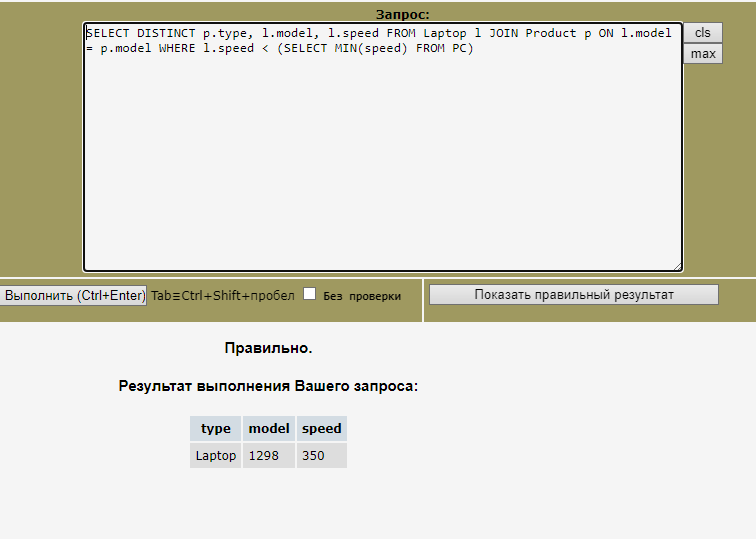 Запрос:
SELECT DISTINCT p.type, l.model, l.speed FROM Laptop l JOIN Product p ON l.model
= p.model WHERE l.speed < (SELECT MIN(speed) FROM PC)
cls
max
Выполнить (Ctrl+Enter) Tab≡Ctrl+Shift+пробел Без проверки
Показать правильный результат
Правильно.
Результат выполнения Вашего запроса:
type model speed
Laptop 1298 350